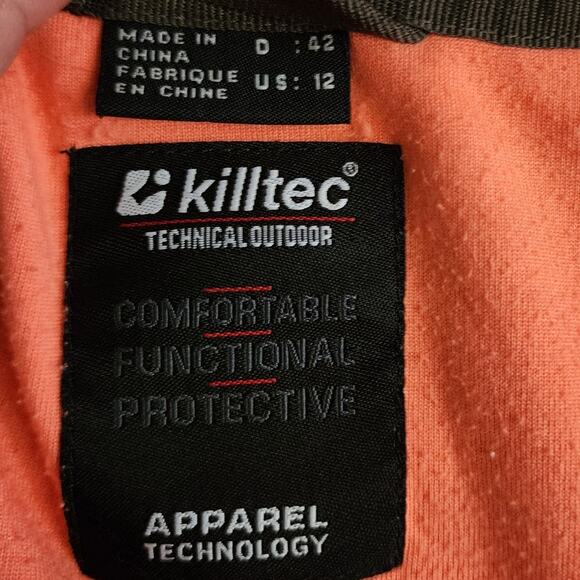 MADE IN
CHINA
FABRIQUE
EN CHINE
D : 42
US: 12
killtec®
TECHNICAL OUTDOOR
COMFORTABLE
FUNCTIONAL
PROTECTIVE
APPAREL
TECHNOLOGY